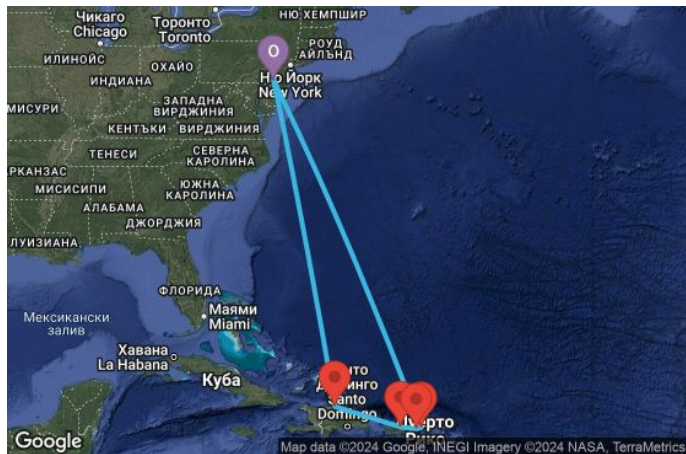 НЮ ХЕМПШИР
Чикаго
Chicago
Торонто
Toronto
O
РОУД
АЙЛЪНД
ИЛИНОЙС
ОХАЙО
ИНДИАНА
Ню Йорк
New York
МИСУРИ
ЗАПАДНА
ВИРДЖИНИЯ
КЕНТЪКИ
ВИРДЖИНИЯ
ТЕНЕСИ
СЕВЕРНА
КАРОЛИНА
АРКАНЗАС
МИСИСИПИ
ЮЖНА
КАРОЛИНА
АЛАБАМА
ДЖОРДЖИЯ
ЛУИЗИАНА
ФЛОРИДА
Мексикански
залив
Маями
Miami
Хавана
La Habana
Куба
Santo
Domingo
Google
Map data ©2024 Google, INEGI Imagery ©2024 NASA, TerraMetrics